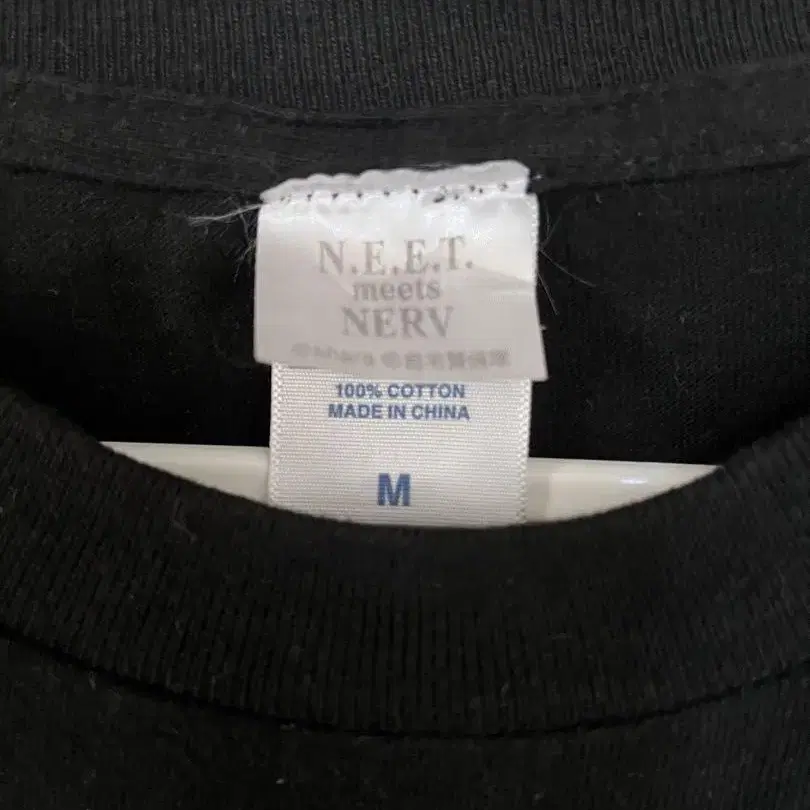 N.E.E.T.
meets
NERV
100% COTTON
MADE IN CHINA
M